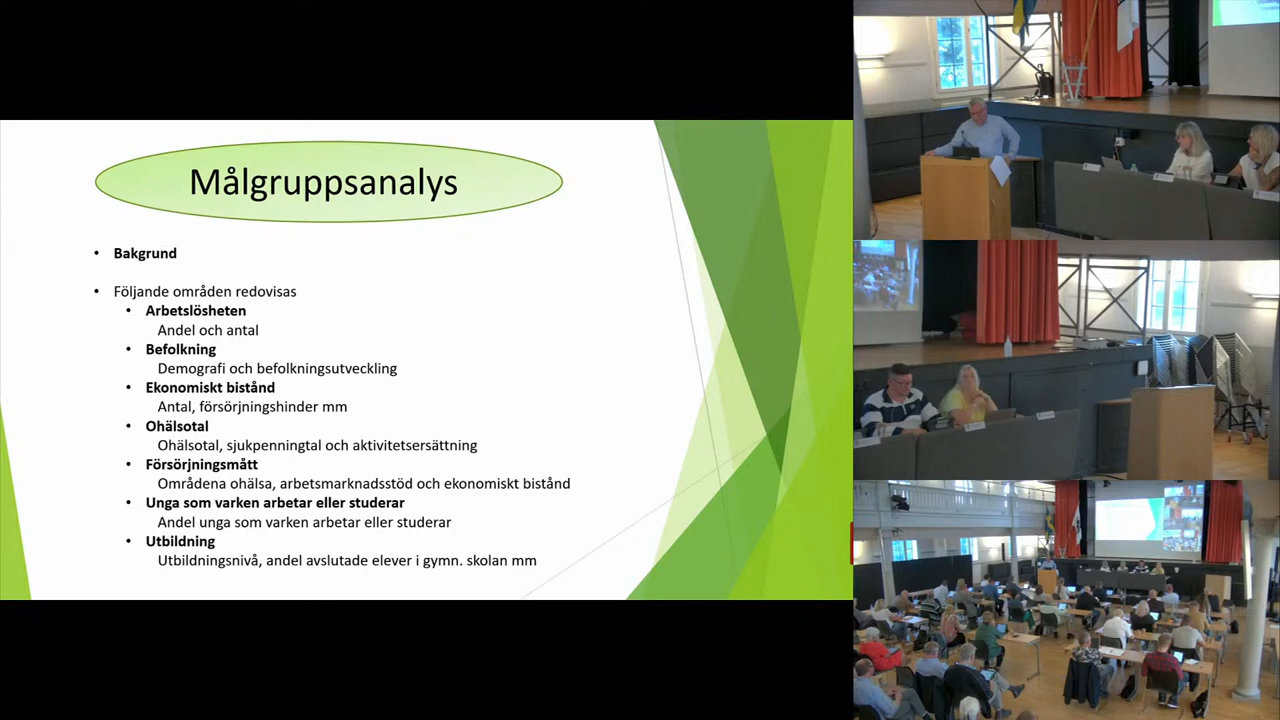 Målgruppsanalys
• Bakgrund
• Följande områden redovisas
• Arbetslösheten
Andel och antal
• Befolkning
Demografi och befolkningsutveckling
• Ekonomiskt bistånd
Antal, försörjningshinder mm
• Ohälsotal
Ohälsotal, sjukpenningtal och aktivitetsersättning
• Försörjningsmått
Områdena ohälsa, arbetsmarknadsstöd och ekonomiskt bistånd
• Unga som varken arbetar eller studerar
Andel unga som varken arbetar eller studerar
• Utbildning
Utbildningsnivå, andel avslutade elever i gymn. skolan mm